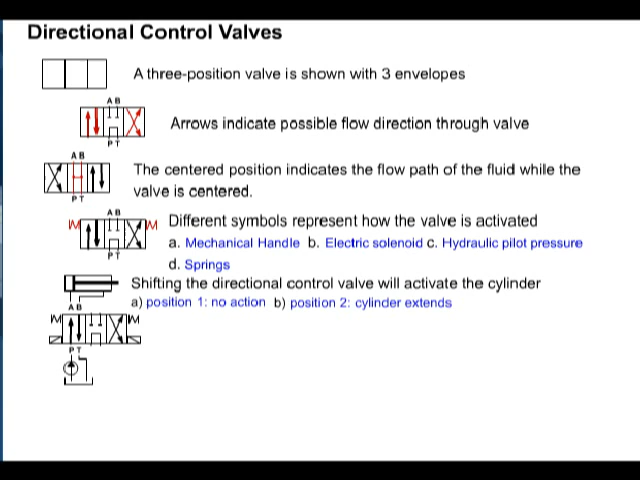 Directional Control Valves
A three-position valve is shown with 3 envelopes
A B
Arrows indicate possible flow direction through valve
P T
A B
The centered position indicates the flow path of the fluid while the
valve is centered.
P T
A B
Different symbols represent how the valve is activated
a. Mechanical Handle b. Electric solenoid c. Hydraulic pilot pressure
P T
d. Springs
Shifting the directional control valve will activate the cylinder
a) position 1: no action b) position 2: cylinder extends
A B
P T